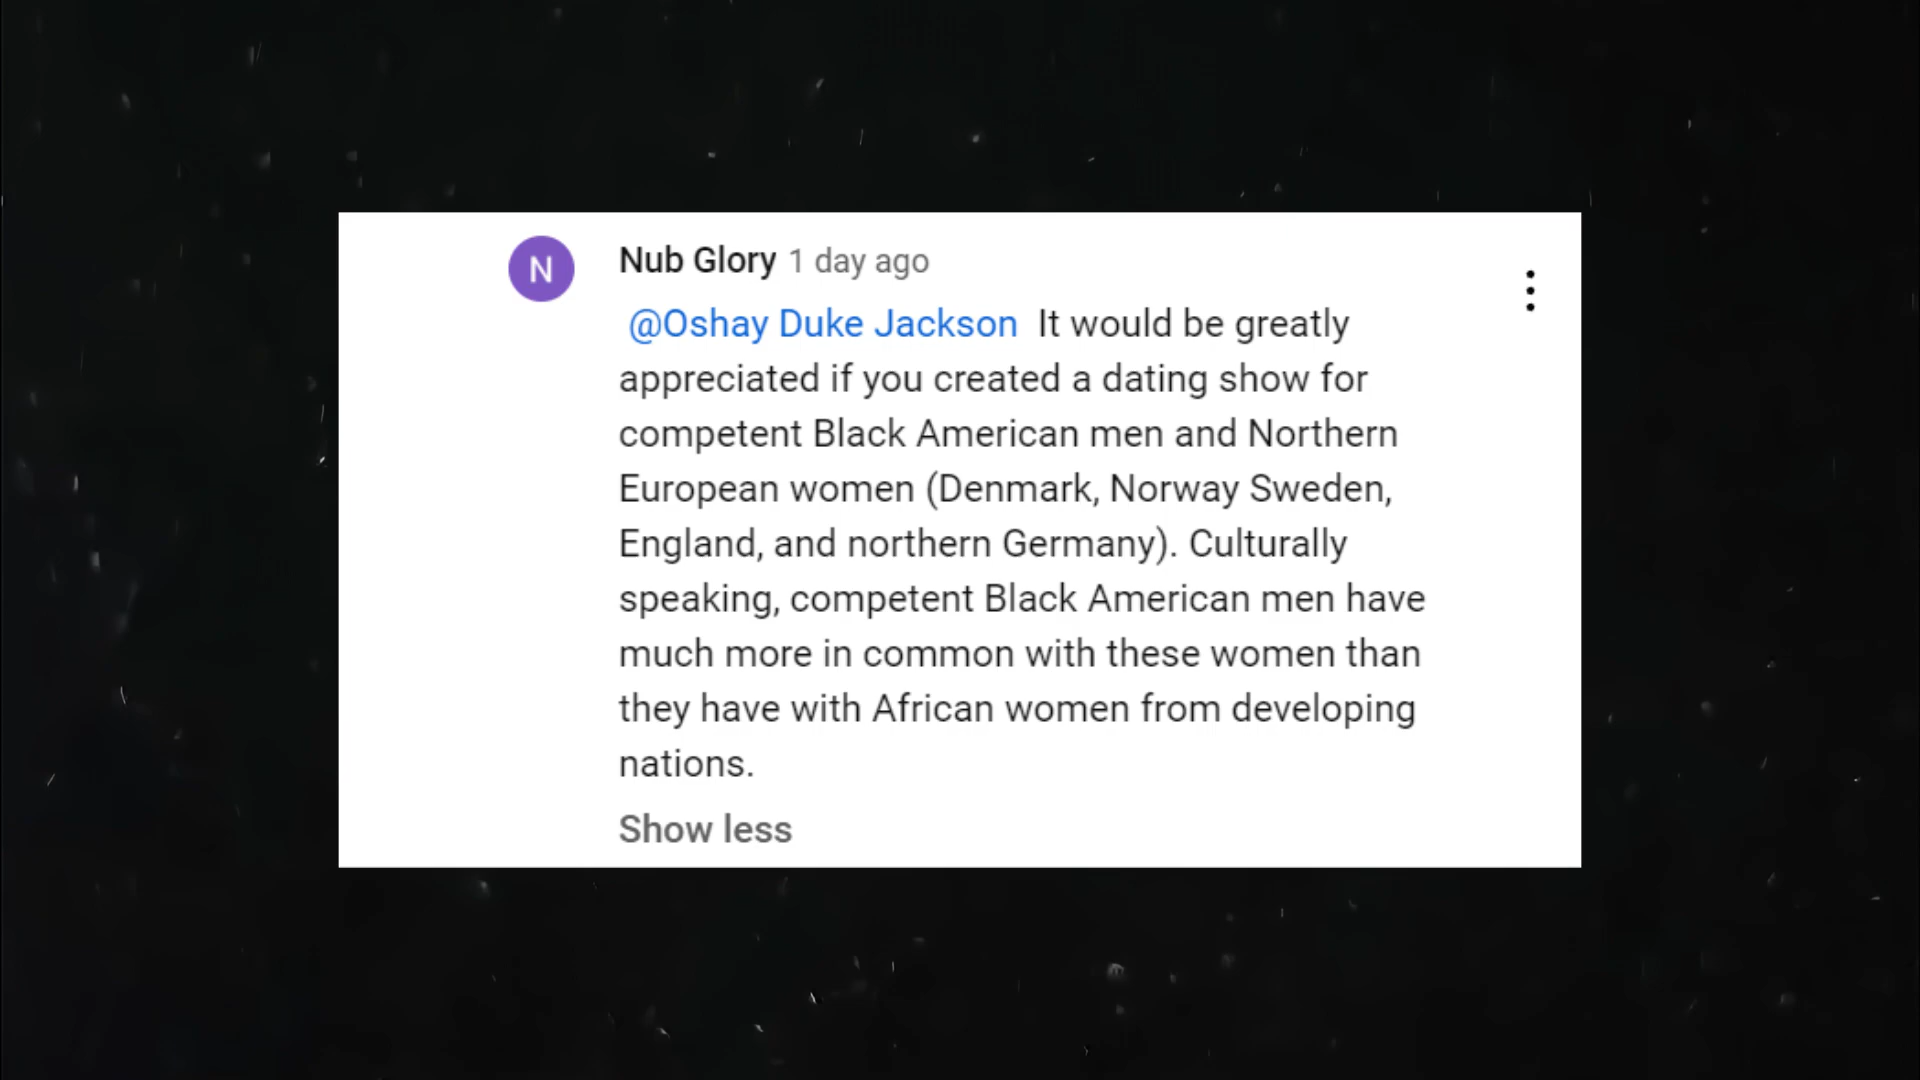 N
Nub Glory 1 day ago
@Oshay Duke Jackson It would be greatly
appreciated if you created a dating show for
competent Black American men and Northern
European women (Denmark, Norway Sweden,
England, and northern Germany). Culturally
speaking, competent Black American men have
much more in common with these women than
they have with African women from developing
nations.
Show less